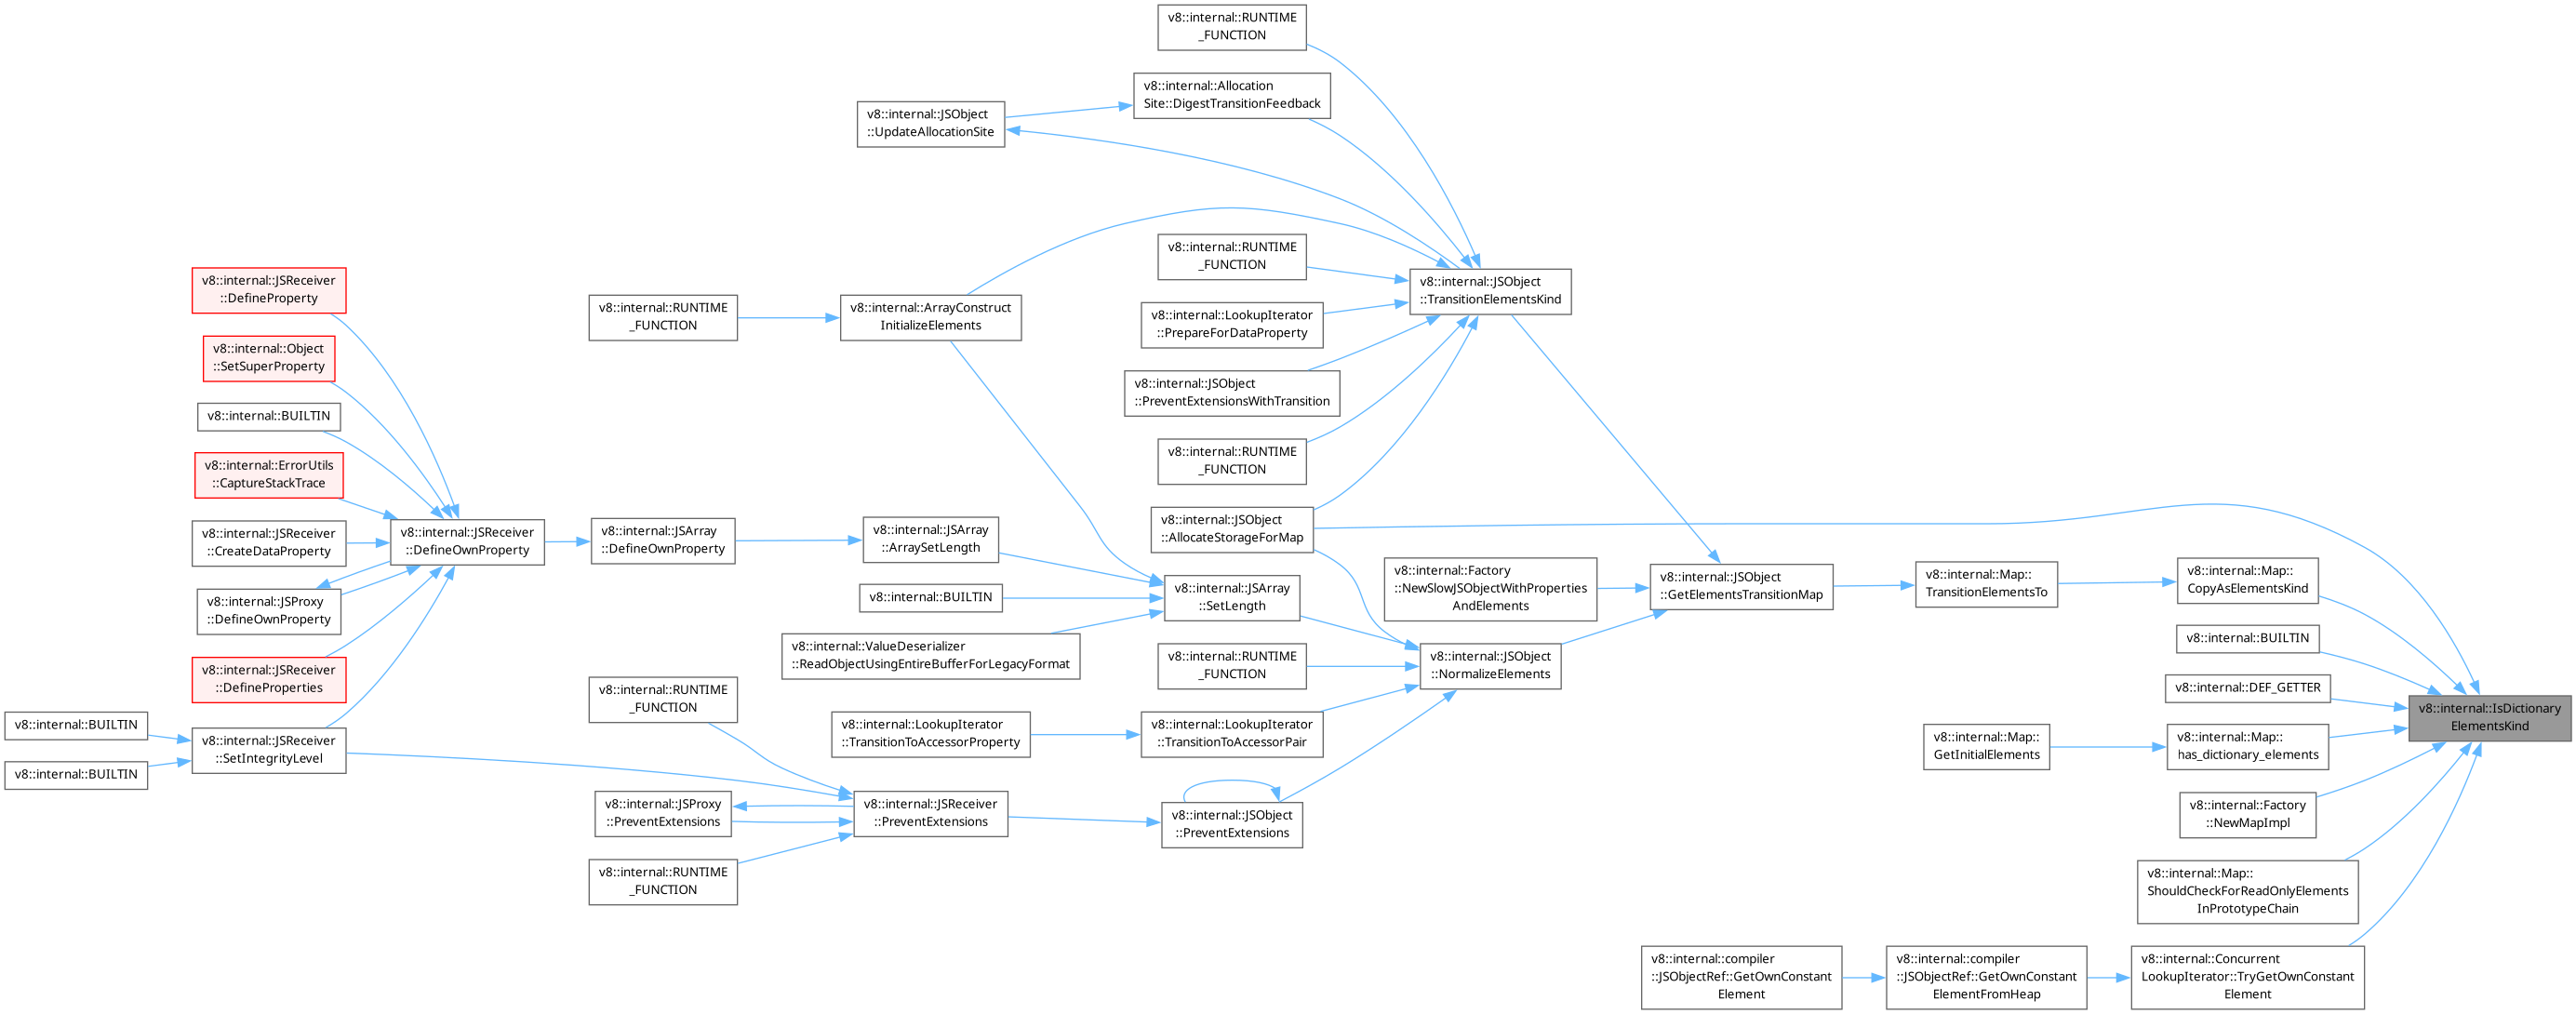 v8::internal::RUNTIME
_FUNCTION
v8::internal::Allocation
Site::DigestTransitionFeedback
v8::internal::JSObject
::UpdateAllocationSite
v8::internal::RUNTIME
_FUNCTION
v8::internal::JSReceiver
::DefineProperty
v8::internal::JSObject
::TransitionElementsKind
v8::internal::RUNTIME
_FUNCTION
v8::internal::ArrayConstruct
InitializeElements
v8::internal::LookupIterator
::PrepareForDataProperty
v8::internal::Object
::SetSuperProperty
v8::internal::JSObject
::PreventExtensionsWithTransition
v8::internal::BUILTIN
v8::internal::RUNTIME
_FUNCTION
v8::internal::ErrorUtils
::CaptureStackTrace
v8::internal::JSObject
::AllocateStorageForMap
v8::internal::JSReceiver
::CreateDataProperty
v8::internal::JSReceiver
::DefineOwnProperty
v8::internal::JSArray
::DefineOwnProperty
v8::internal::JSArray
::ArraySetLength
v8::internal::Factory
::NewSlowJSObjectWithProperties
AndElements
v8::internal::JSObject
::GetElementsTransitionMap
v8::internal::Map::
TransitionElementsTo
v8::internal::Map::
CopyAsElementsKind
v8::internal::JSProxy
::DefineOwnProperty
v8::internal::BUILTIN
v8::internal::JSArray
::SetLength
v8::internal::BUILTIN
v8::internal::ValueDeserializer
::ReadObjectUsingEntireBufferForLegacyFormat
v8::internal::RUNTIME
_FUNCTION
v8::internal::JSObject
::NormalizeElements
v8::internal::JSReceiver
::DefineProperties
v8::internal::RUNTIME
_FUNCTION
v8::internal::DEF_GETTER
v8::internal::IsDictionary
ElementsKind
v8::internal::BUILTIN
v8::internal::JSReceiver
::SetIntegrityLevel
v8::internal::LookupIterator
::TransitionToAccessorProperty
v8::internal::LookupIterator
::TransitionToAccessorPair
v8::internal::Map::
GetInitialElements
v8::internal::Map::
has_dictionary_elements
v8::internal::BUILTIN
v8::internal::JSProxy
::PreventExtensions
v8::internal::JSReceiver
::PreventExtensions
v8::internal::JSObject
::PreventExtensions
v8::internal::Factory
::NewMapImpl
v8::internal::RUNTIME
_FUNCTION
v8::internal::Map::
ShouldCheckForReadOnlyElements
InPrototypeChain
v8::internal::compiler
::JSObjectRef::GetOwnConstant
Element
v8::internal::compiler
::JSObjectRef::GetOwnConstant
ElementFromHeap
v8::internal::Concurrent
LookupIterator::TryGetOwnConstant
Element